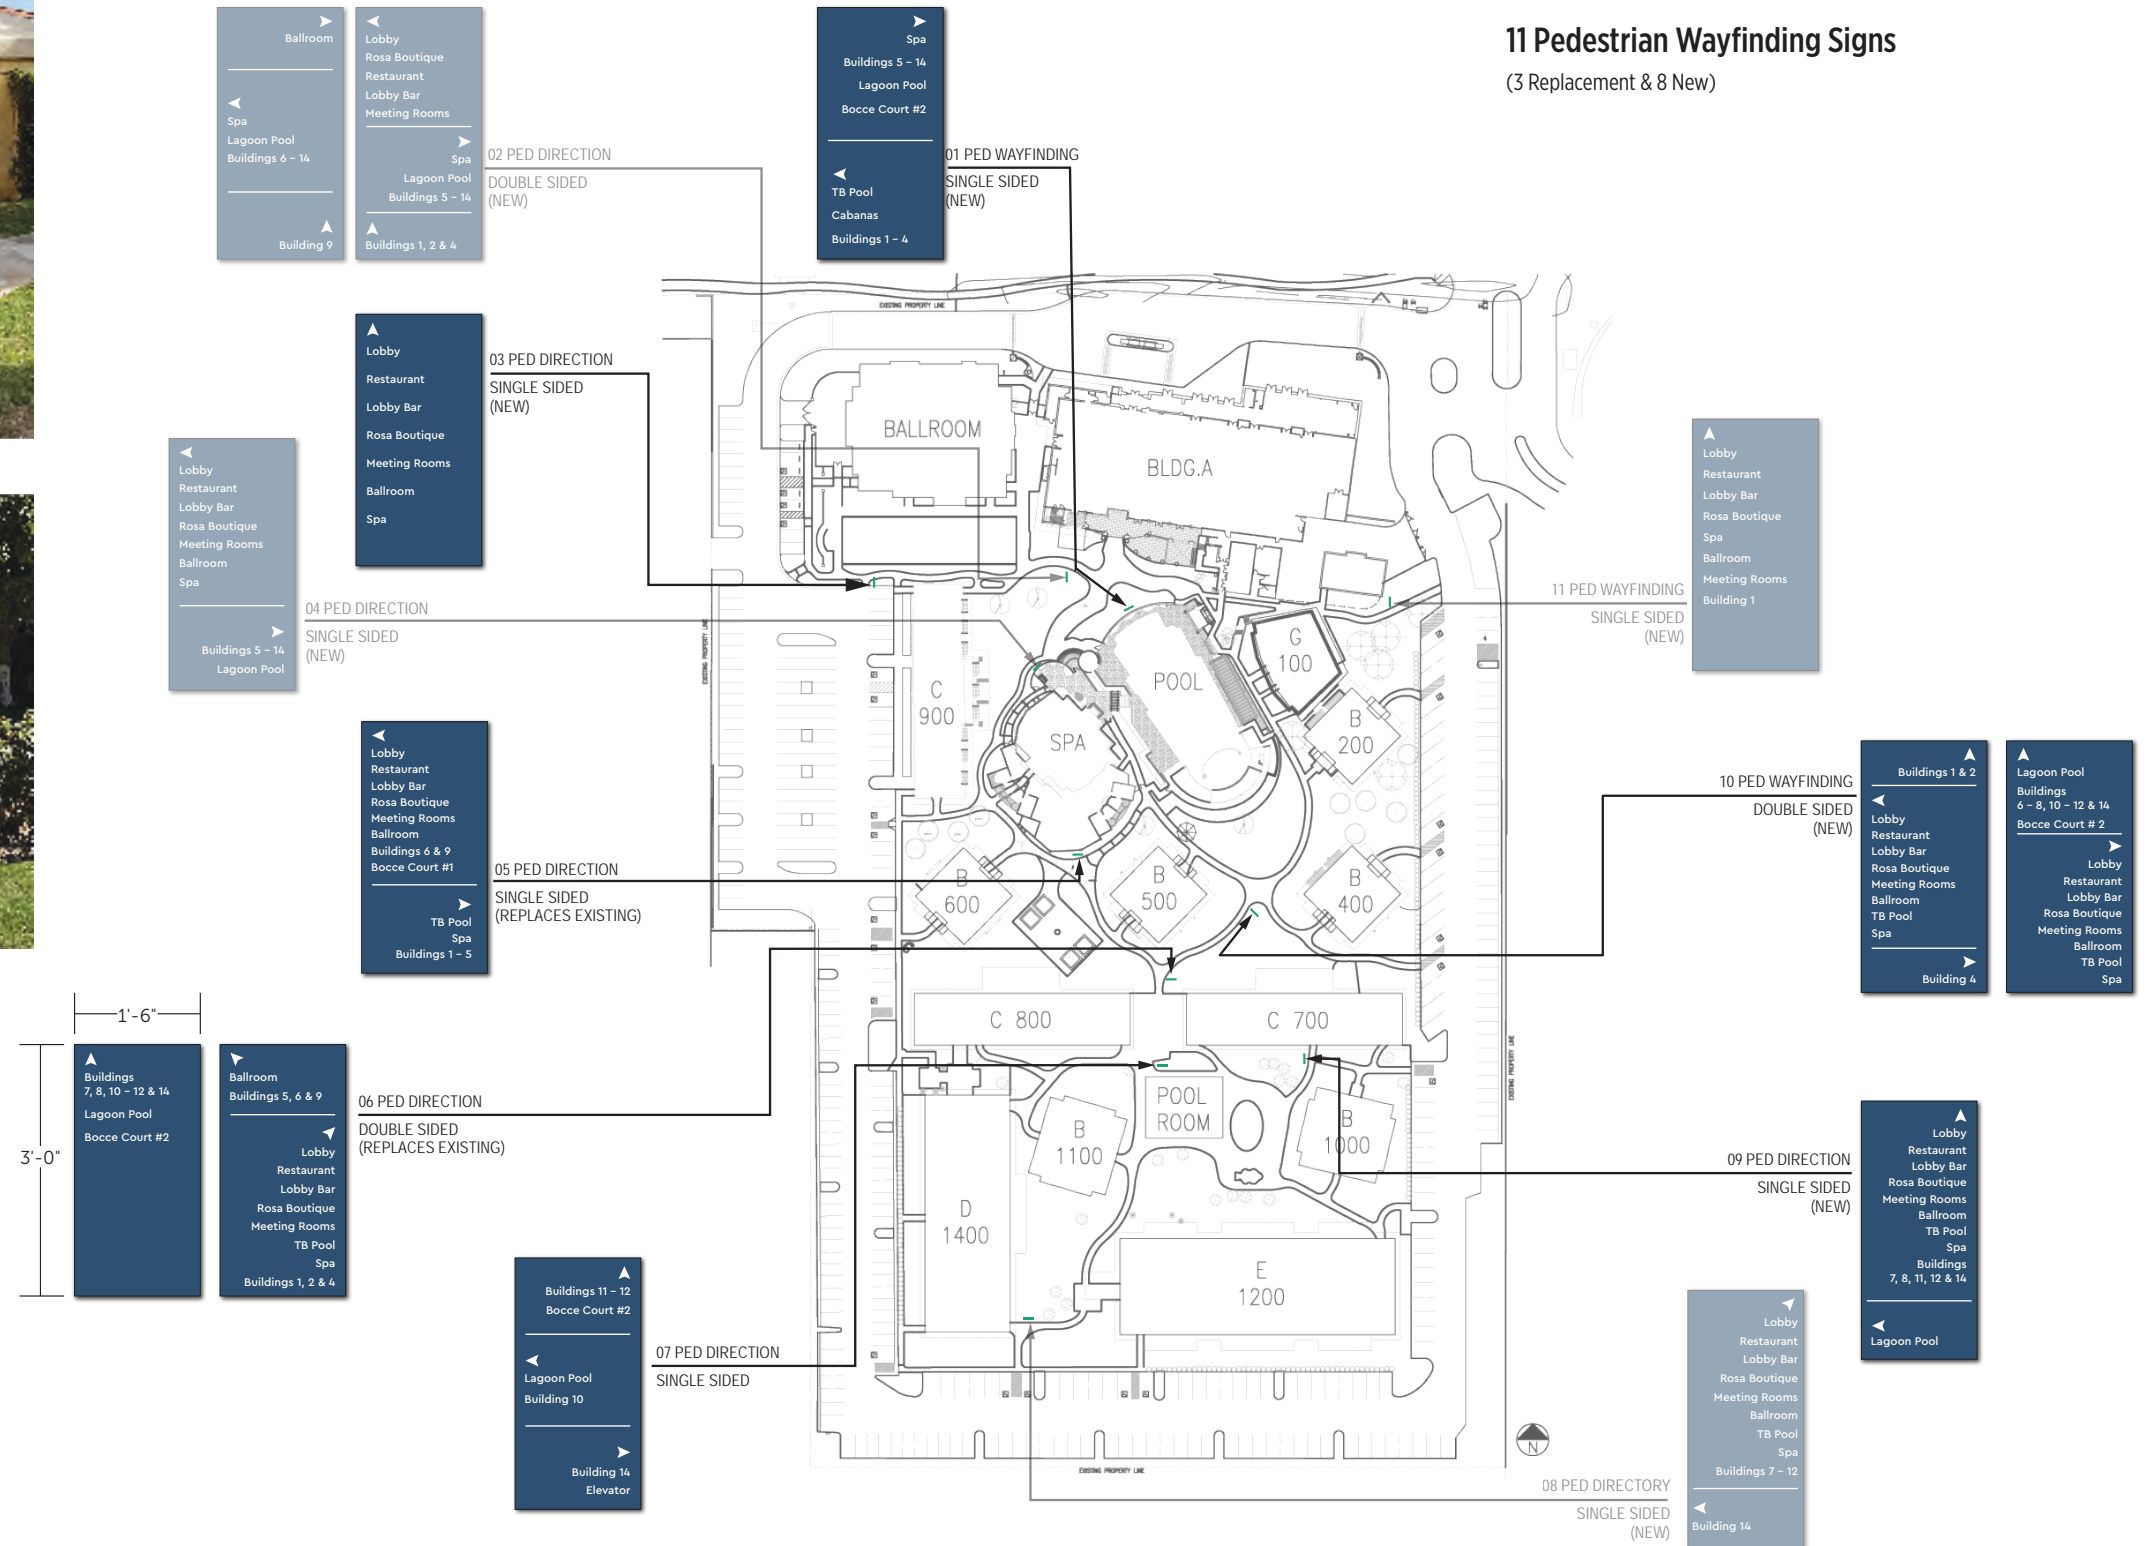 11 Pedestrian Wayfinding Signs
(3 Replacement & 8 New)
Ballroom
Spa
Lagoon Pool
Buildings 6 – 14
Building 9
Lobby
Rosa Boutique
Restaurant
Lobby Bar
Meeting Rooms
Spa
Lagoon Pool
Buildings 5 – 14
Buildings 1, 2 & 4
02 PED DIRECTION
DOUBLE SIDED
(NEW)
Spa
Buildings 5 – 14
Lagoon Pool
Bocce Court #2
TB Pool
Cabanas
Buildings 1 – 4
01 PED WAYFINDING
SINGLE SIDED
(NEW)
Lobby
Restaurant
Lobby Bar
Rosa Boutique
Meeting Rooms
Ballroom
Spa
03 PED DIRECTION
SINGLE SIDED
(NEW)
Lobby
Restaurant
Lobby Bar
Rosa Boutique
Meeting Rooms
Ballroom
Spa
Buildings 5 – 14
Lagoon Pool
04 PED DIRECTION
SINGLE SIDED
(NEW)
Lobby
Restaurant
Lobby Bar
Rosa Boutique
Meeting Rooms
Ballroom
Buildings 6 & 9
Bocce Court #1
TB Pool
Spa
Buildings 1 – 5
05 PED DIRECTION
SINGLE SIDED
(REPLACES EXISTING)
1'-6"
3'-0"
Buildings
7, 8, 10 – 12 & 14
Lagoon Pool
Bocce Court #2
Ballroom
Buildings 5, 6 & 9
Lobby
Restaurant
Lobby Bar
Rosa Boutique
Meeting Rooms
TB Pool
Spa
Buildings 1, 2 & 4
06 PED DIRECTION
DOUBLE SIDED
(REPLACES EXISTING)
Buildings 11 – 12
Bocce Court #2
Lagoon Pool
Building 10
Building 14
Elevator
07 PED DIRECTION
SINGLE SIDED
EXISTING PROPERTY LINE
BALLROOM
BLDG.A
G
100
POOL
C
900
SPA
B
200
B
600
B
500
B
400
EXISTING PROPERTY LINE
4
C 800
C 700
POOL
ROOM
B
1100
B
1000
D
1400
E
1200
EXISTING PROPERTY LINE
EXISTING PROPERTY LINE
N
Lobby
Restaurant
Lobby Bar
Rosa Boutique
Spa
Ballroom
Meeting Rooms
Building 1
11 PED WAYFINDING
SINGLE SIDED
(NEW)
10 PED WAYFINDING
DOUBLE SIDED
(NEW)
Buildings 1 & 2
Lobby
Restaurant
Lobby Bar
Rosa Boutique
Meeting Rooms
Ballroom
TB Pool
Spa
Building 4
Lagoon Pool
Buildings
6 – 8, 10 – 12 & 14
Bocce Court # 2
Lobby
Restaurant
Lobby Bar
Rosa Boutique
Meeting Rooms
Ballroom
TB Pool
Spa
09 PED DIRECTION
SINGLE SIDED
(NEW)
Lobby
Restaurant
Lobby Bar
Rosa Boutique
Meeting Rooms
Ballroom
TB Pool
Spa
Buildings
7, 8, 11, 12 & 14
Lagoon Pool
08 PED DIRECTORY
SINGLE SIDED
(NEW)
Lobby
Restaurant
Lobby Bar
Rosa Boutique
Meeting Rooms
Ballroom
TB Pool
Spa
Buildings 7 – 12
Building 14